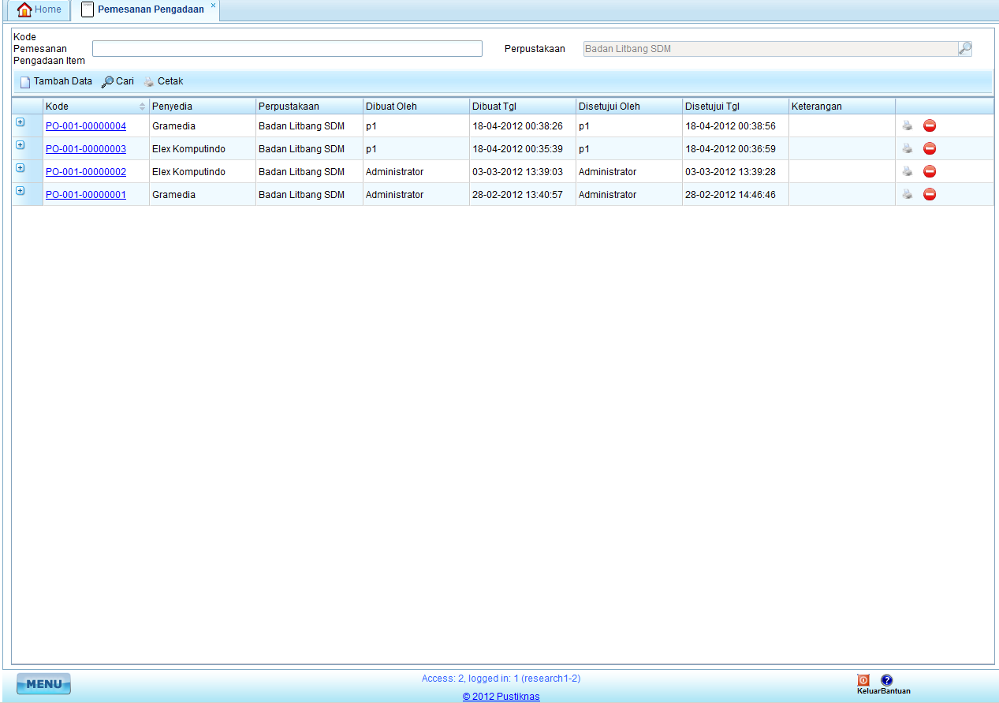 Home Pemesanan Pengadaan
Kode
Pemesanan
Pengadaan Item
Perpustakaan Badan Litbang SDM
Tambah Data Cari Cetak
Kode Penyedia Perpustakaan Dibuat Oleh Dibuat Tgl Disetujui Oleh Disetujui Tgl Keterangan
PO-001-00000004 Gramedia Badan Litbang SDM p1 18-04-2012 00:38:26 p1 18-04-2012 00:38:56
PO-001-00000003 Elex Komputindo Badan Litbang SDM p1 18-04-2012 00:35:39 p1 18-04-2012 00:36:59
PO-001-00000002 Elex Komputindo Badan Litbang SDM Administrator 03-03-2012 13:39:03 Administrator 03-03-2012 13:39:28
PO-001-00000001 Gramedia Badan Litbang SDM Administrator 28-02-2012 13:40:57 Administrator 28-02-2012 14:46:46
MENU
Access: 2, logged in: 1 (research1-2)
© 2012 Pustiknas
KeluarBantuan